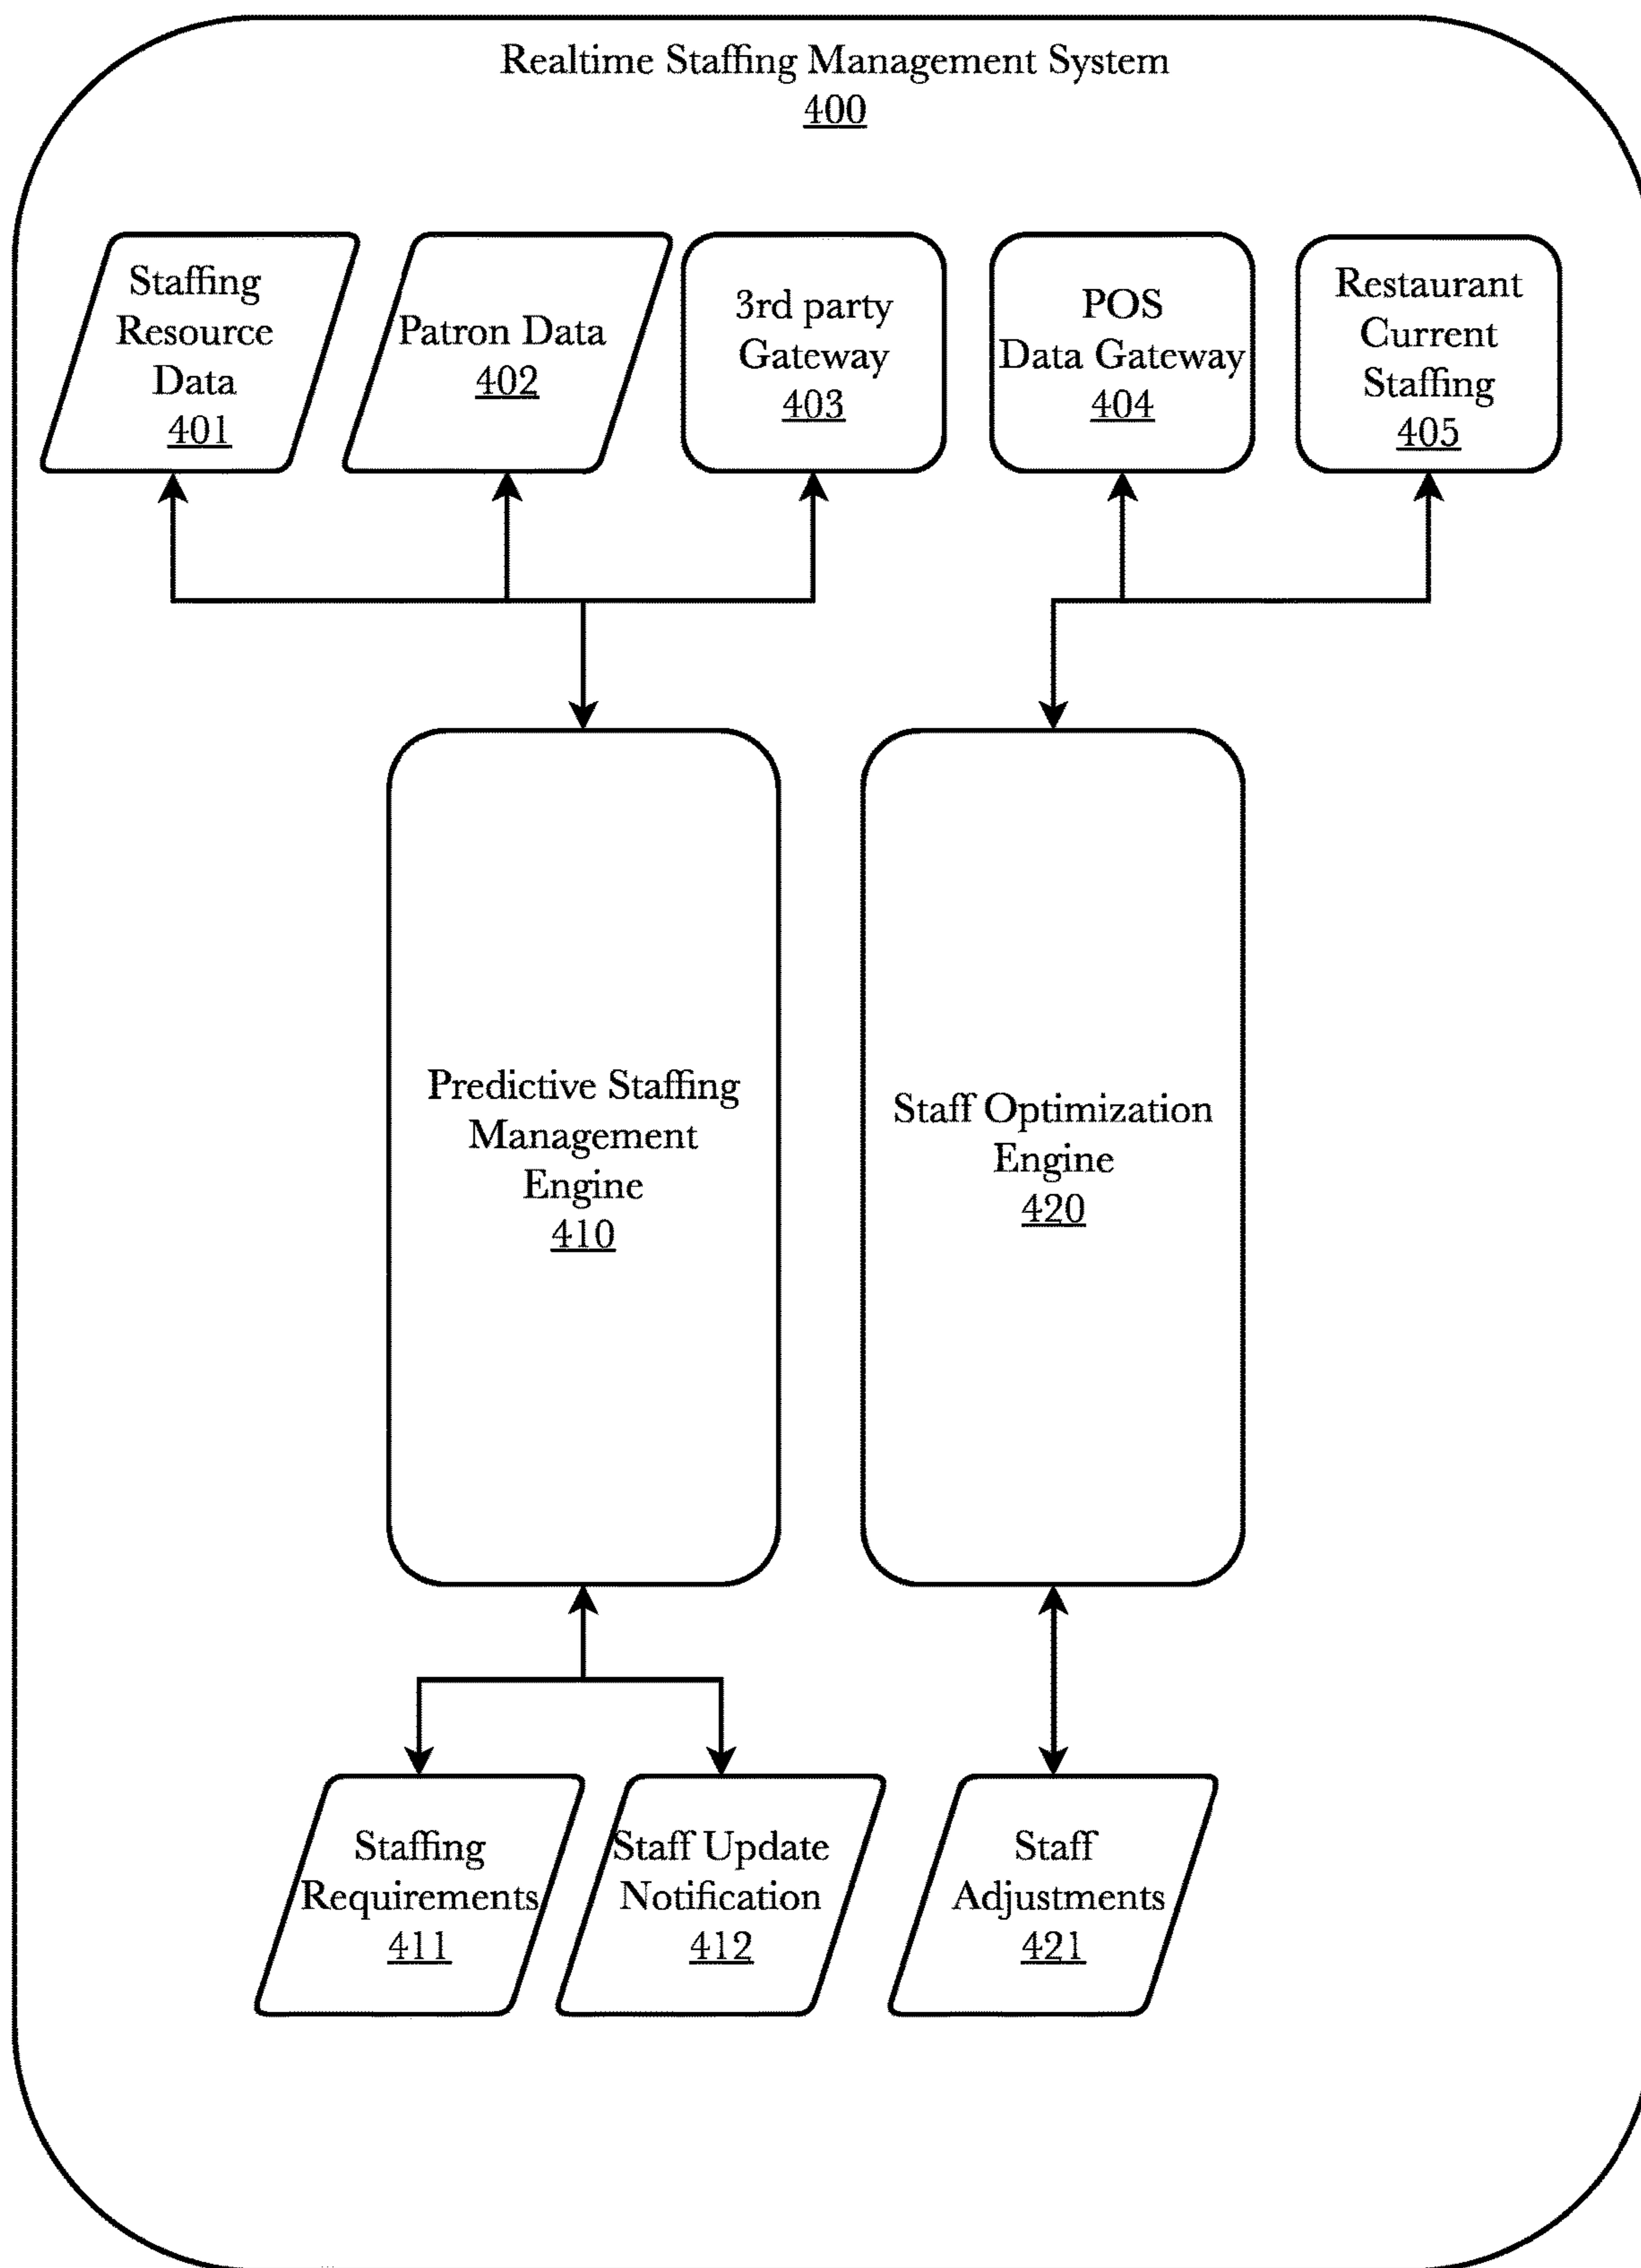 Realtime Staffing Management System
400
Staffing
Resource
Data
401
Patron Data
402
3rd party
Gateway
403
POS
Data Gateway
404
Restaurant
Current
Staffing
405
Predictive Staffing
Management
Engine
410
Staff Optimization
Engine
420
Staffing
Requirements
411
Staff Update
Notification
412
Staff
Adjustments
421